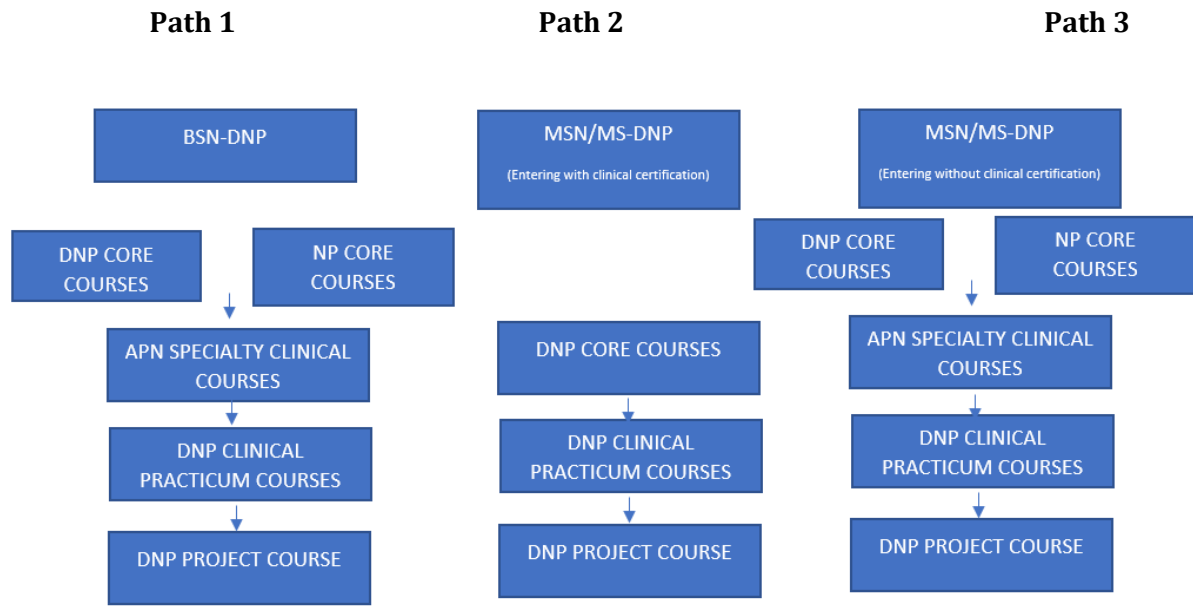 Path 1
Path 2
Path 3
BSN-DNP
MSN/MS-DNP
(Entering with clinical certification)
MSN/MS-DNP
(Entering without clinical certification)
DNP CORE
COURSES
NP CORE
COURSES
DNP CORE
COURSES
NP CORE
COURSES
APN SPECIALTY CLINICAL
COURSES
DNP CORE COURSES
APN SPECIALTY CLINICAL
COURSES
DNP CLINICAL
PRACTICUM COURSES
DNP CLINICAL
PRACTICUM COURSES
DNP CLINICAL
PRACTICUM COURSES
DNP PROJECT COURSE
DNP PROJECT COURSE
DNP PROJECT COURSE